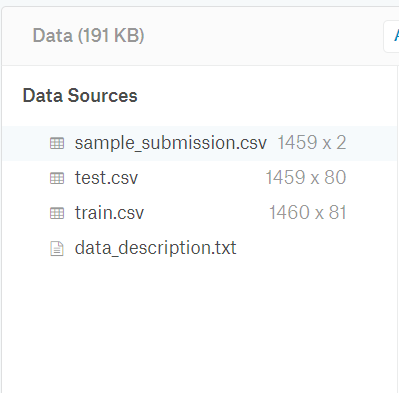 Data (191 KB)
Data Sources
sample_submission.csv 1459 x 2
test.csv 1459 x 80
train.csv 1460 x 81
data_description.txt